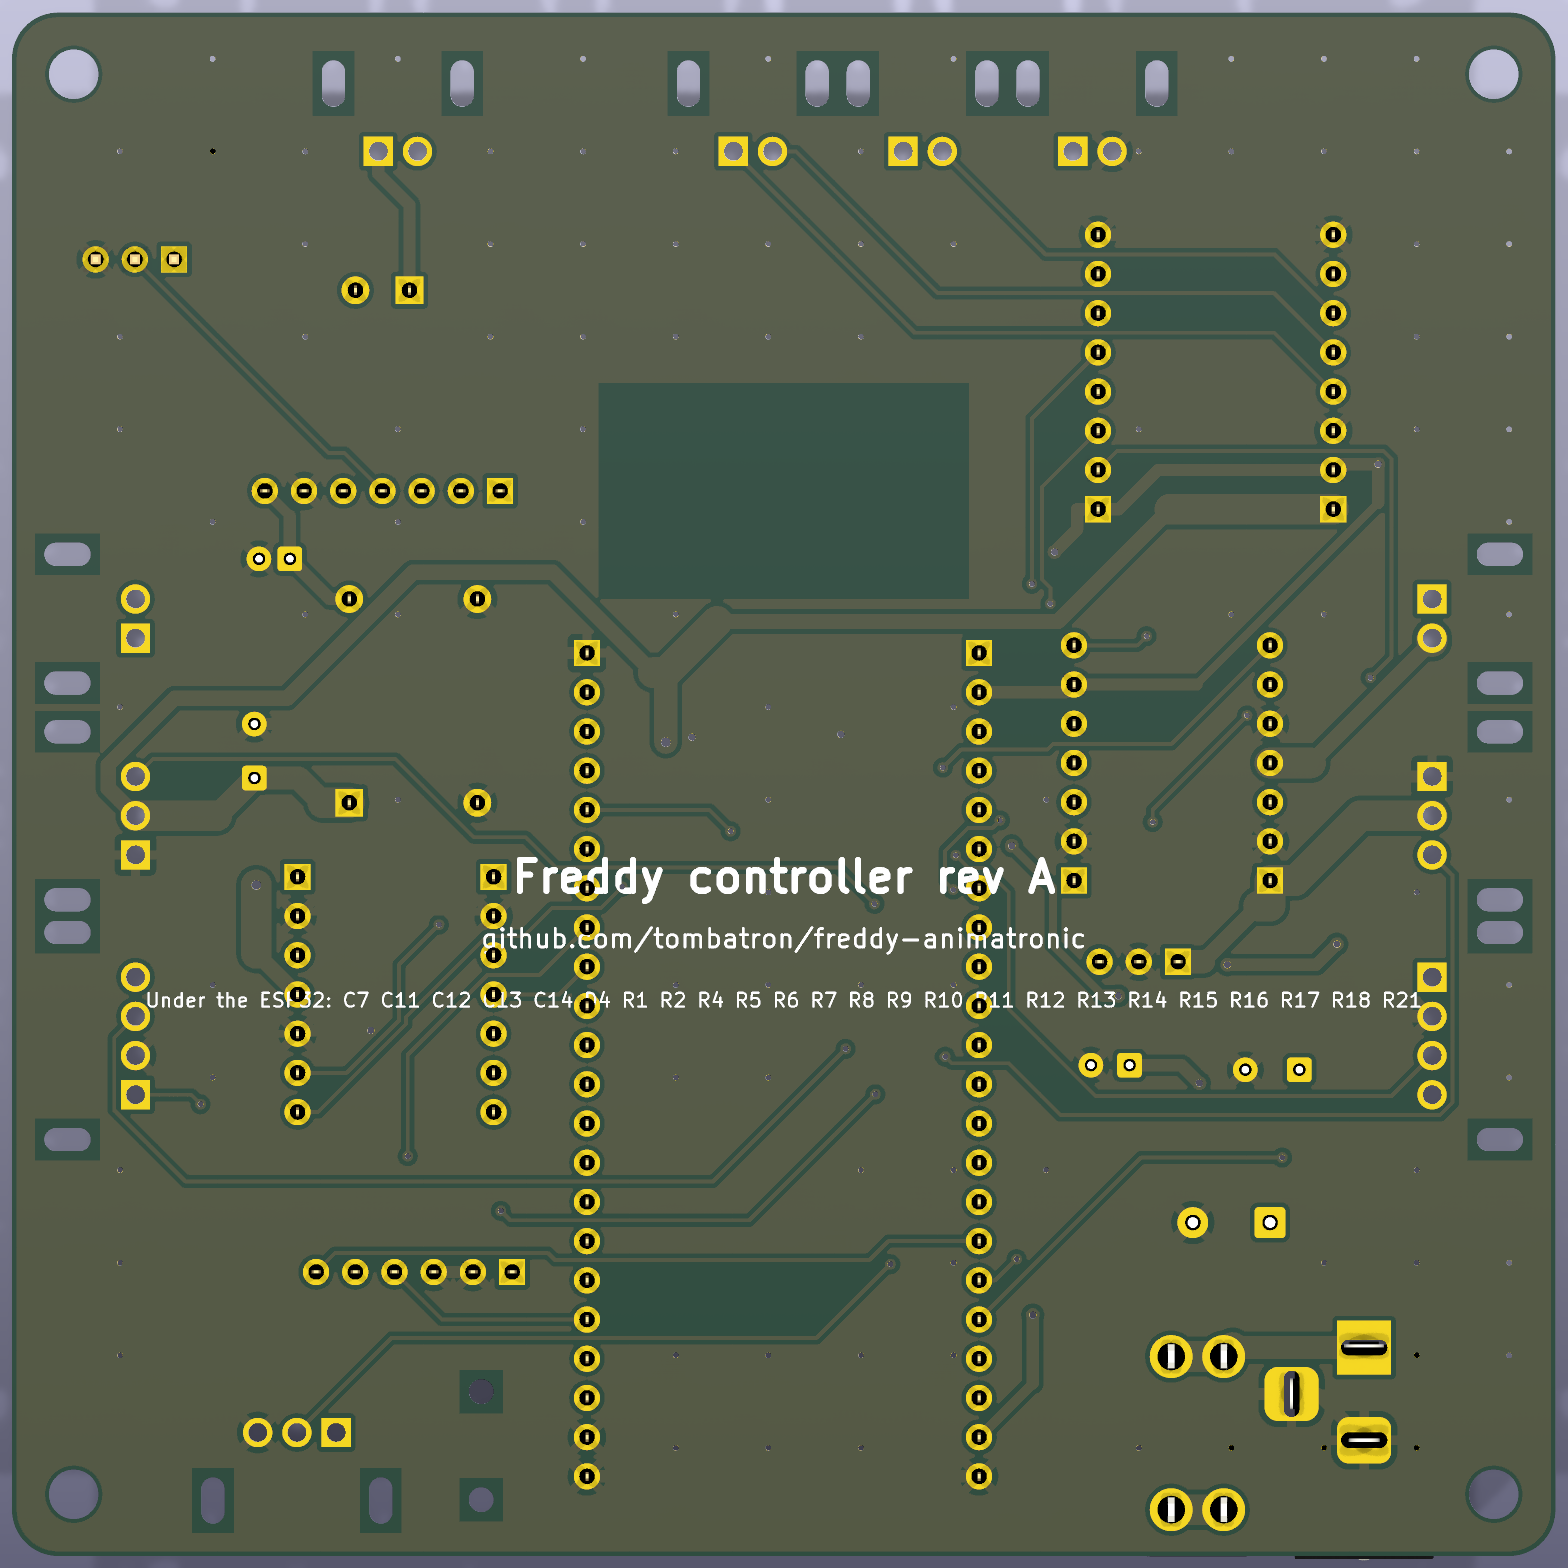 Freddy controller rev A
github.com/tombatron/freddy-animatronic
Under the ESP32: C7 C11 C12 C13 C14 D4 R1 R2 R4 R5 R6 R7 R8 R9 R10 R11 R12 R13 R14 R15 R16 R17 R18 R21